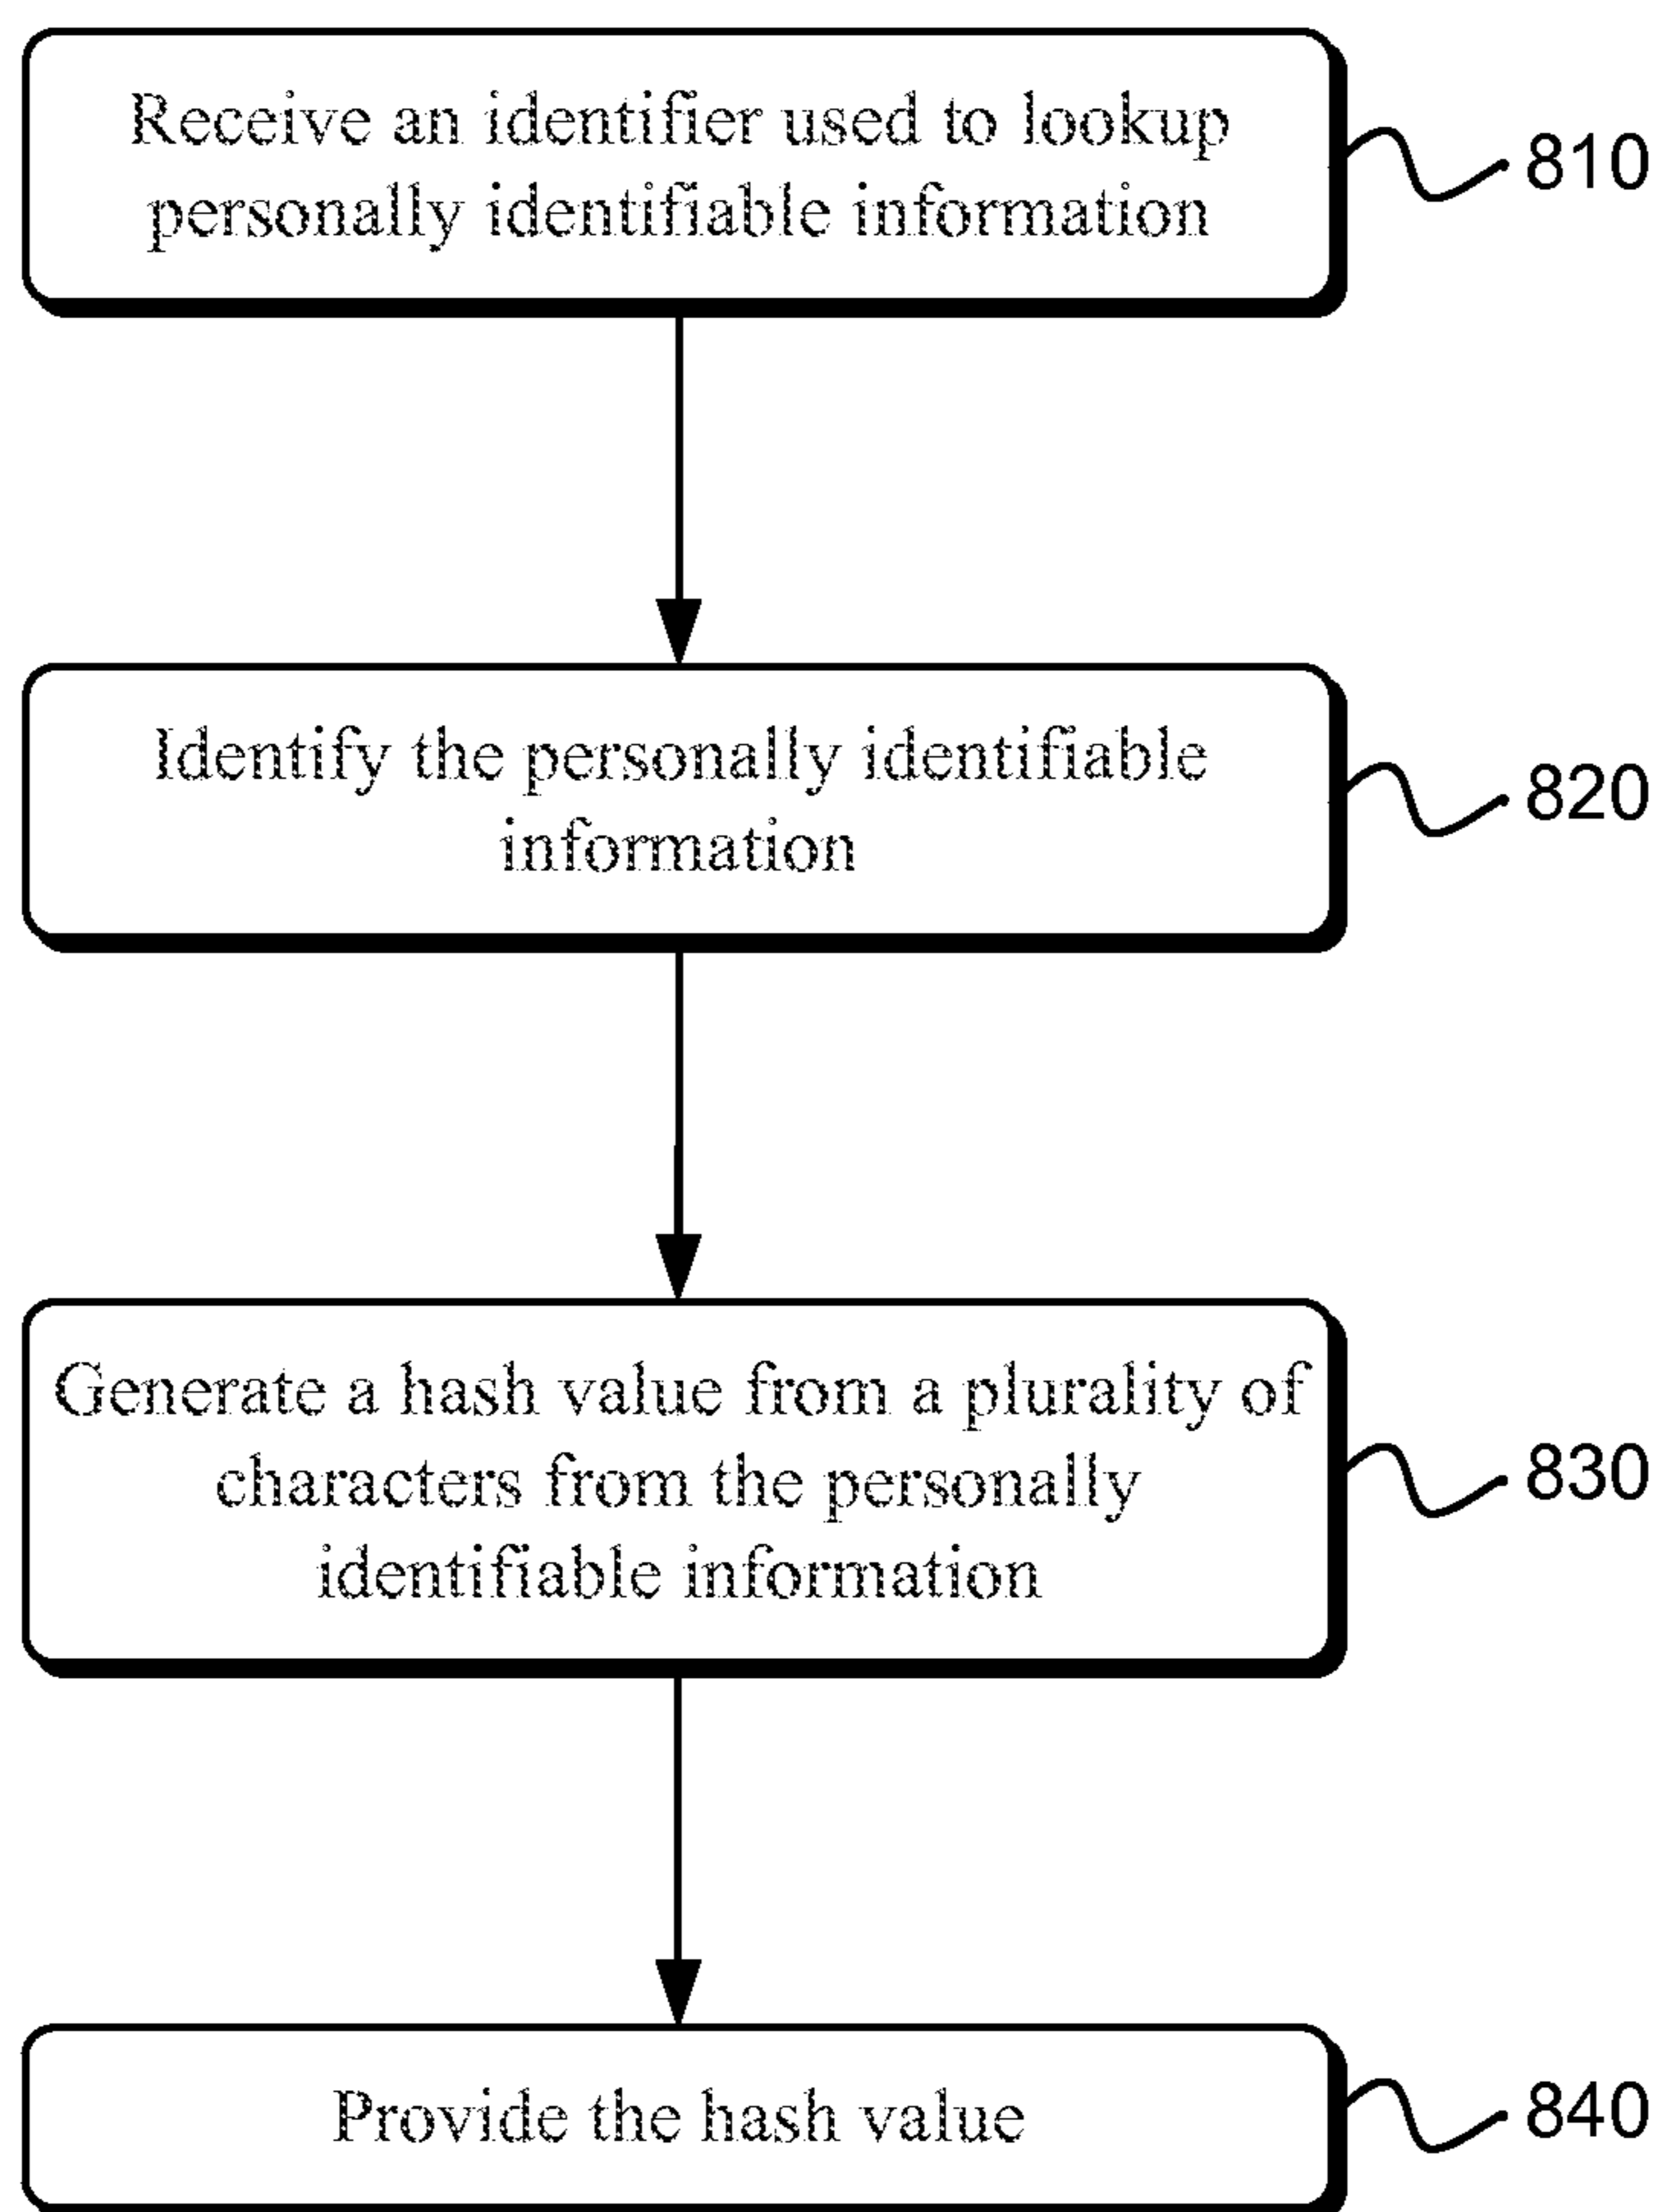 Receive an identifier used to lookup
personally identifiable information
810
Identify the personally identifiable
information
820
Generate a hash value from a plurality of
characters from the personally
identifiable information
830
Provide the hash value
840